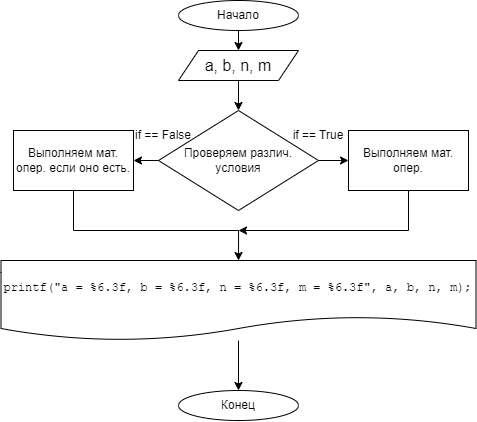 Начало
a, b, n, m
if == False
if == True
Выполняем мат.
опер. если оно есть.
Проверяем различ.
условия
Выполняем мат.
опер.
printf("a = %6.3f, b = %6.3f, n = %6.3f, m = %6.3f", a, b, n, m);
Конец